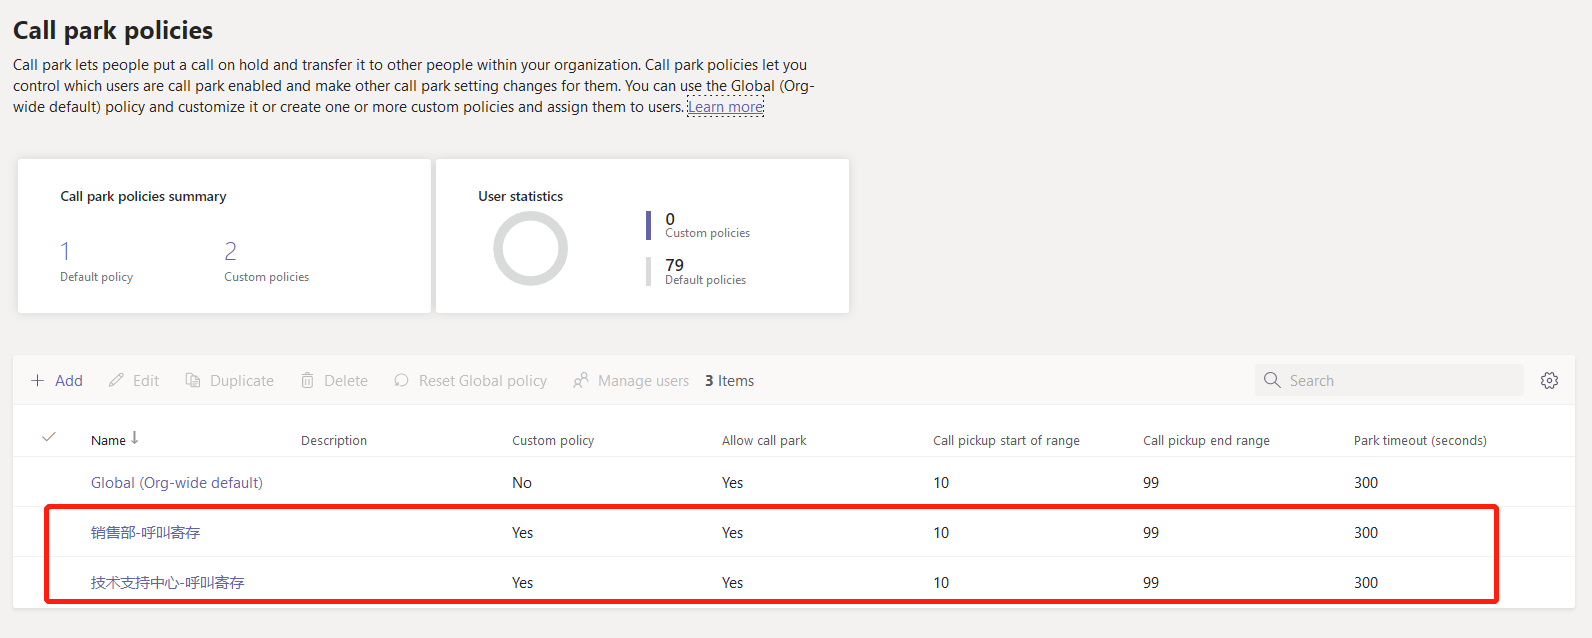 Call park policies
Call park lets people put a call on hold and transfer it to other people within your organization. Call park policies let you
control which users are call park enabled and make other call park setting changes for them. You can use the Global (Org-
wide default) policy and customize it or create one or more custom policies and assign them to users. Learn more
Call park policies summary
1
Default policy
2
Custom policies
User statistics
0
Custom policies
79
Default policies
Add Edit Duplicate Delete Reset Global policy Manage users 3 Items Search
Name Description Custom policy Allow call park Call pickup start of range Call pickup end range Park timeout (seconds)
Global (Org-wide default) No Yes 10 99 300
销售部-呼叫寄存 Yes Yes 10 99 300
技术支持中心-呼叫寄存 Yes Yes 10 99 300